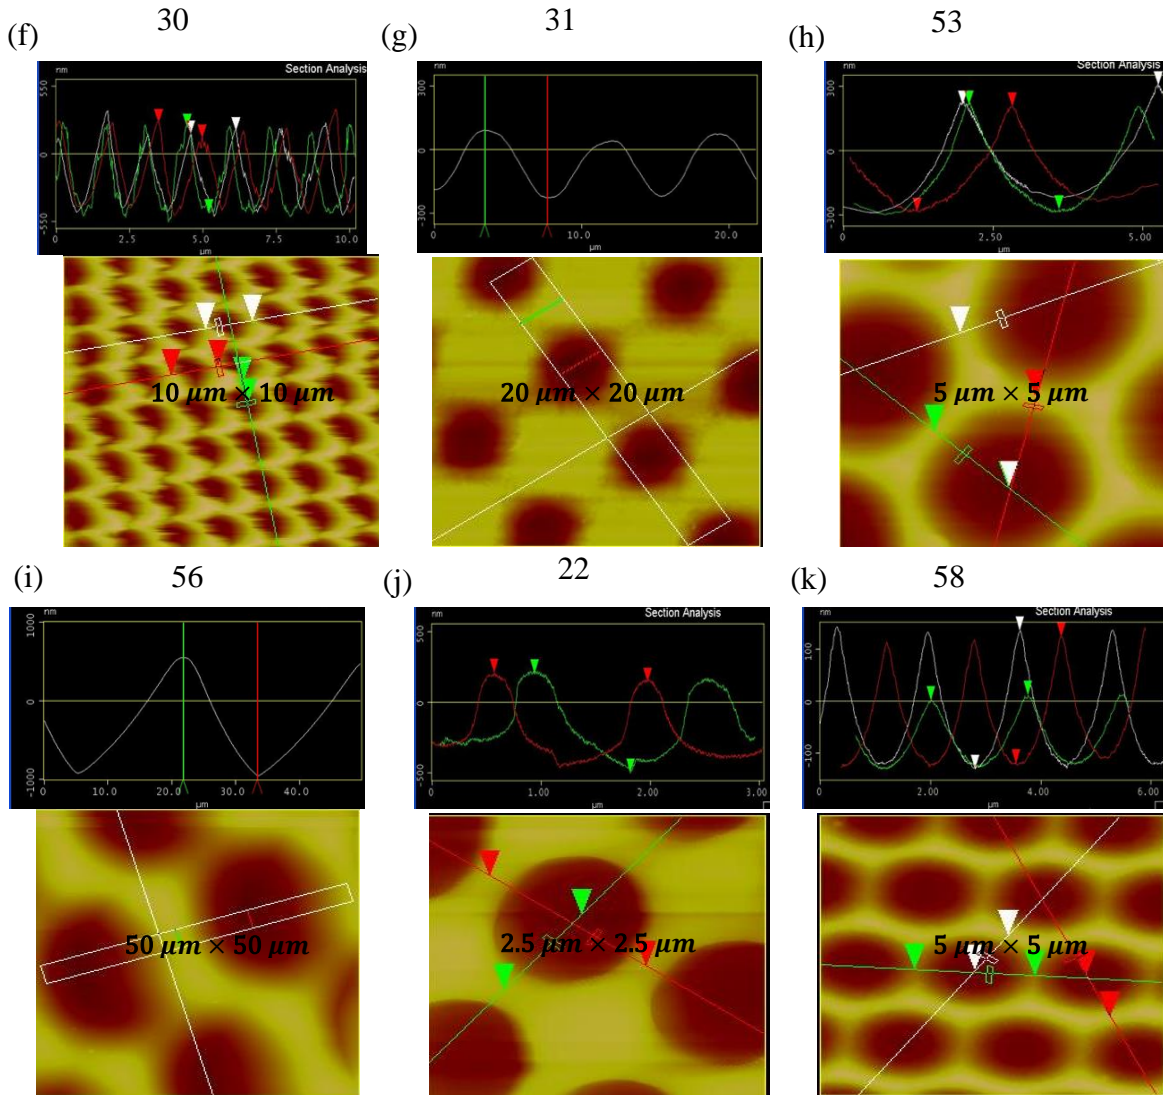 (f) 30
nm
Section Analysis
550
0
-550
0 2.5 5.0 7.5 10.0
µm
10 µm × 10 µm
(g) 31
nm
300
0
-300
0 10.0 20.0
µm
20 µm × 20 µm
(h) 53
nm
Section Analysis
300
0
-300
0 2.50 5.00
µm
5 µm × 5 µm
(i) 56
nm
1000
0
-1000
0 10.0 20.0 30.0 40.0
µm
50 µm × 50 µm
(j) 22
nm
Section Analysis
500
0
-500
0 1.00 2.00 3.00
µm
2.5 µm × 2.5 µm
(k) 58
nm
Section Analysis
100
0
-100
0 2.00 4.00 6.00
µm
5 µm × 5 µm